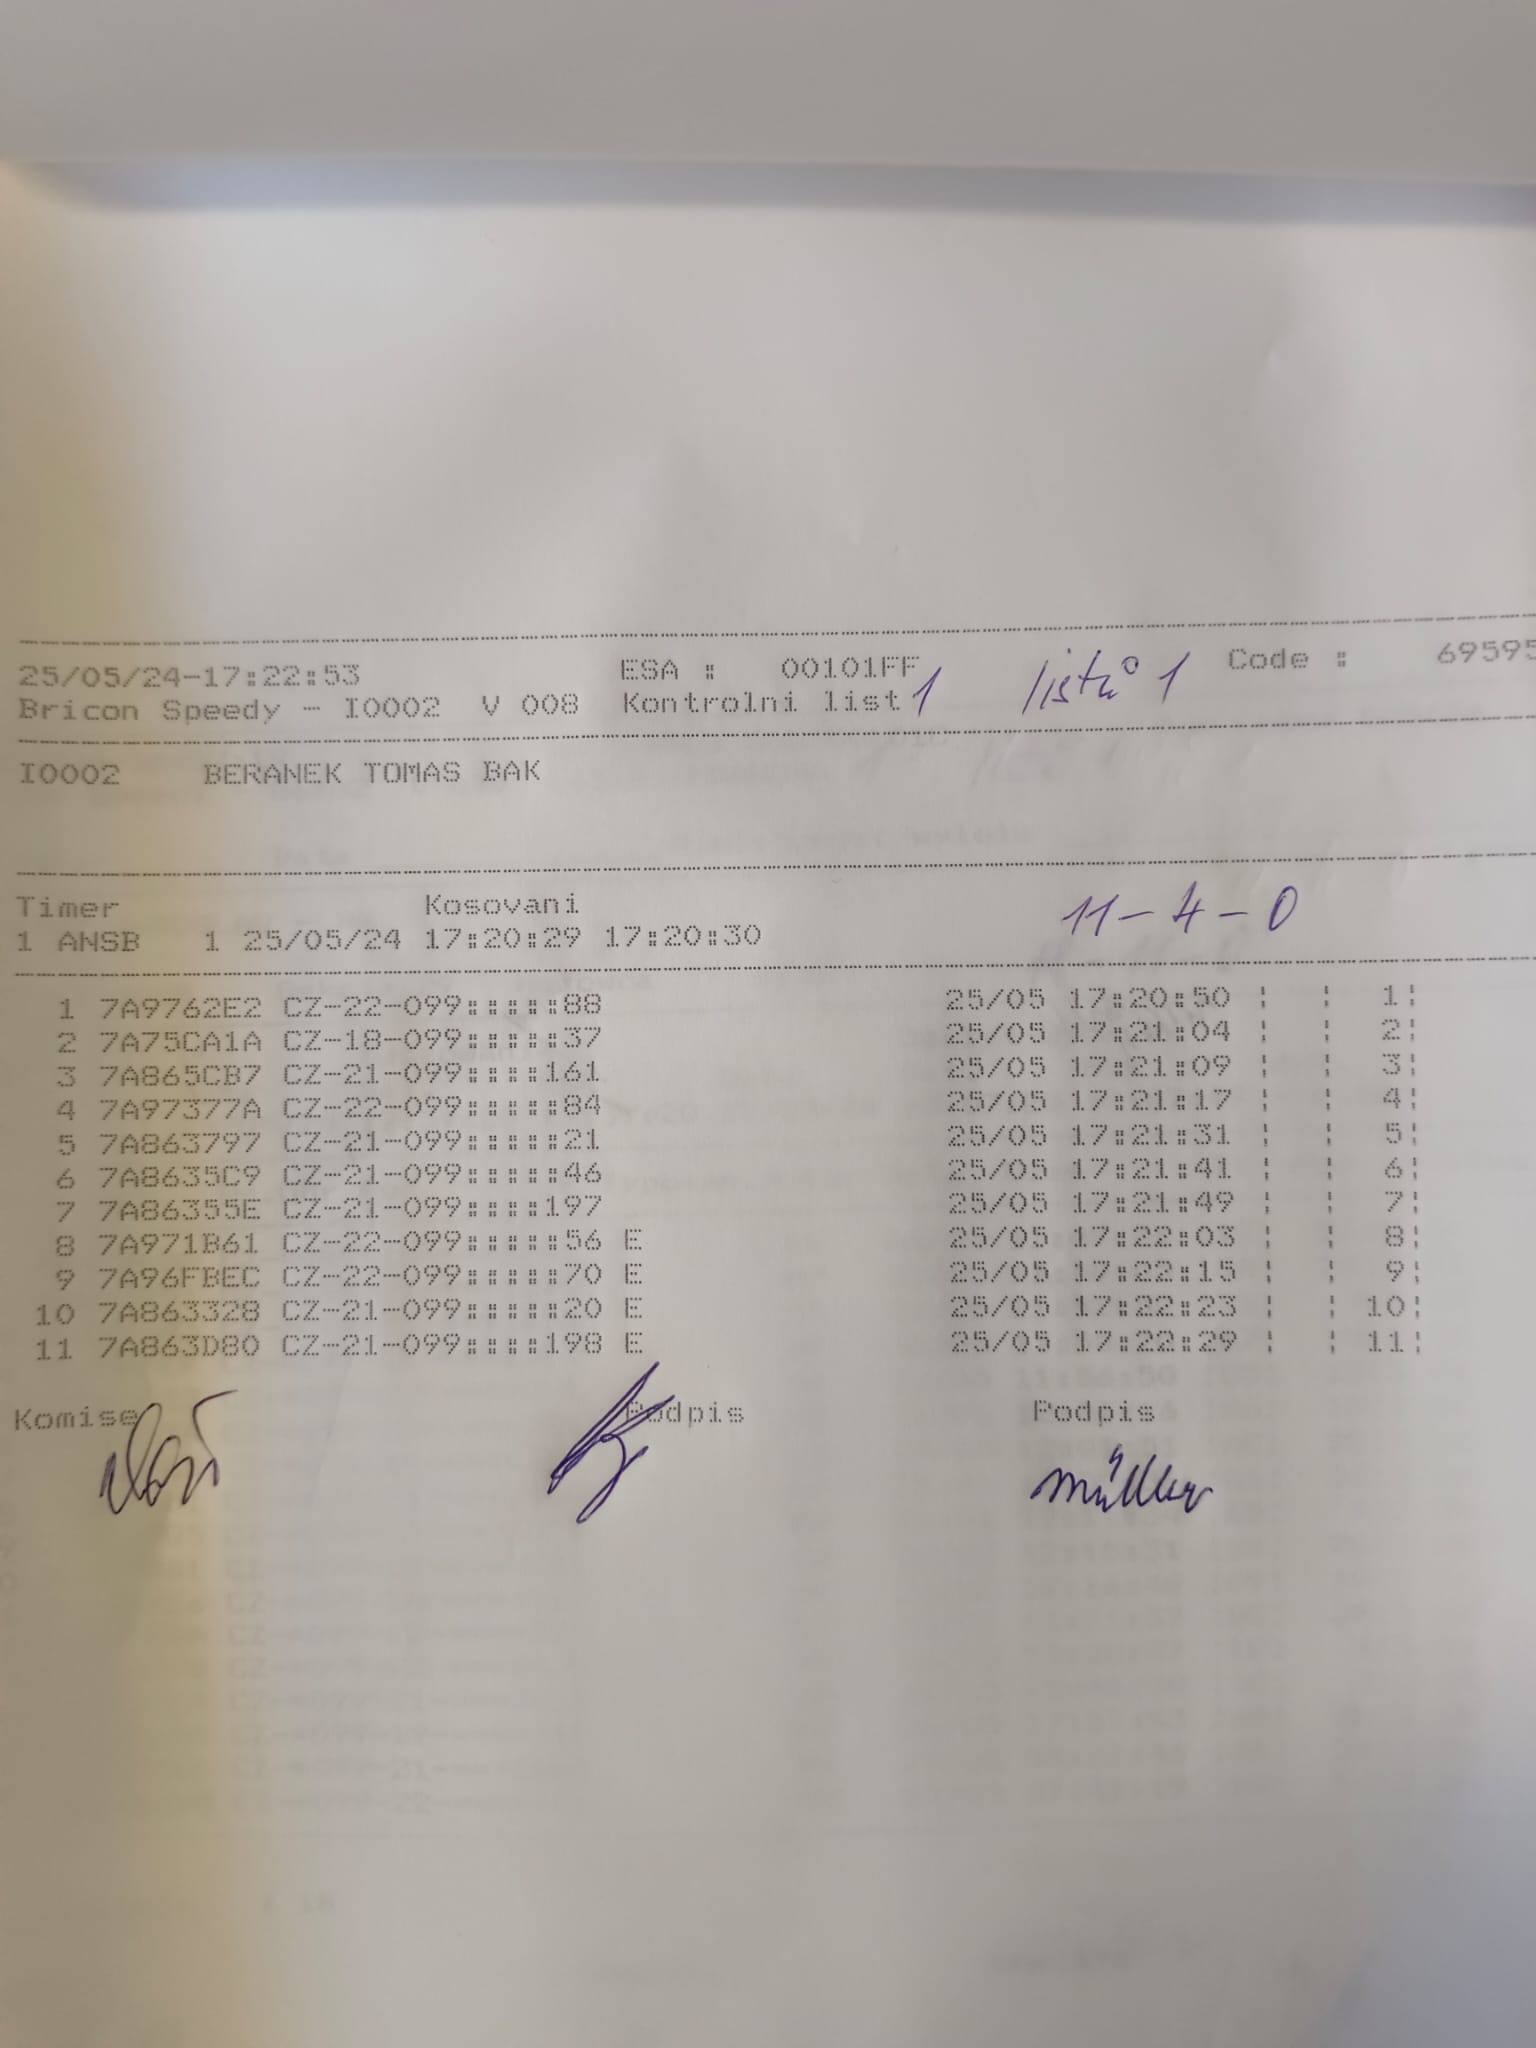 25/05/24-17:22:53 ESA : 00101FF Code : 69595
Bricon Speedy - I0002 V 008 Kontrolni list 1 listů 1
I0002 BERANEK TOMAS BAK
Timer Kosovani
1 ANSB 1 25/05/24 17:20:29 17:20:30 11-4-0
1 7A9762E2 CZ-22-099:::::88 25/05 17:20:50 ¦ ¦ 1¦
2 7A75CA1A CZ-18-099:::::37 25/05 17:21:04 ¦ ¦ 2¦
3 7A865CB7 CZ-21-099::::161 25/05 17:21:09 ¦ ¦ 3¦
4 7A97377A CZ-22-099:::::84 25/05 17:21:17 ¦ ¦ 4¦
5 7A863797 CZ-21-099:::::21 25/05 17:21:31 ¦ ¦ 5¦
6 7A8635C9 CZ-21-099:::::46 25/05 17:21:41 ¦ ¦ 6¦
7 7A86355E CZ-21-099::::197 25/05 17:21:49 ¦ ¦ 7¦
8 7A971B61 CZ-22-099:::::56 E 25/05 17:22:03 ¦ ¦ 8¦
9 7A96FBEC CZ-22-099:::::70 E 25/05 17:22:15 ¦ ¦ 9¦
10 7A863328 CZ-21-099:::::20 E 25/05 17:22:23 ¦ ¦ 10¦
11 7A863D80 CZ-21-099::::198 E 25/05 17:22:29 ¦ ¦ 11¦
Komise Podpis Podpis
Müller